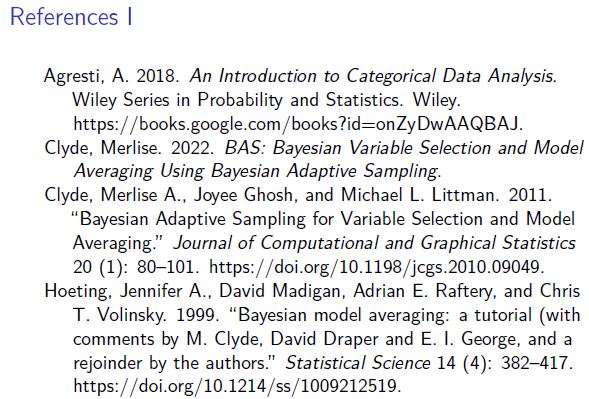 References I
Agresti, A. 2018. An Introduction to Categorical Data Analysis.
Wiley Series in Probability and Statistics. Wiley.
https://books.google.com/books?id=onZyDwAAQBAJ.
Clyde, Merlise. 2022. BAS: Bayesian Variable Selection and Model
Averaging Using Bayesian Adaptive Sampling.
Clyde, Merlise A., Joyee Ghosh, and Michael L. Littman. 2011.
“Bayesian Adaptive Sampling for Variable Selection and Model
Averaging.” Journal of Computational and Graphical Statistics
20 (1): 80–101. https://doi.org/10.1198/jcgs.2010.09049.
Hoeting, Jennifer A., David Madigan, Adrian E. Raftery, and Chris
T. Volinsky. 1999. “Bayesian model averaging: a tutorial (with
comments by M. Clyde, David Draper and E. I. George, and a
rejoinder by the authors.” Statistical Science 14 (4): 382–417.
https://doi.org/10.1214/ss/1009212519.